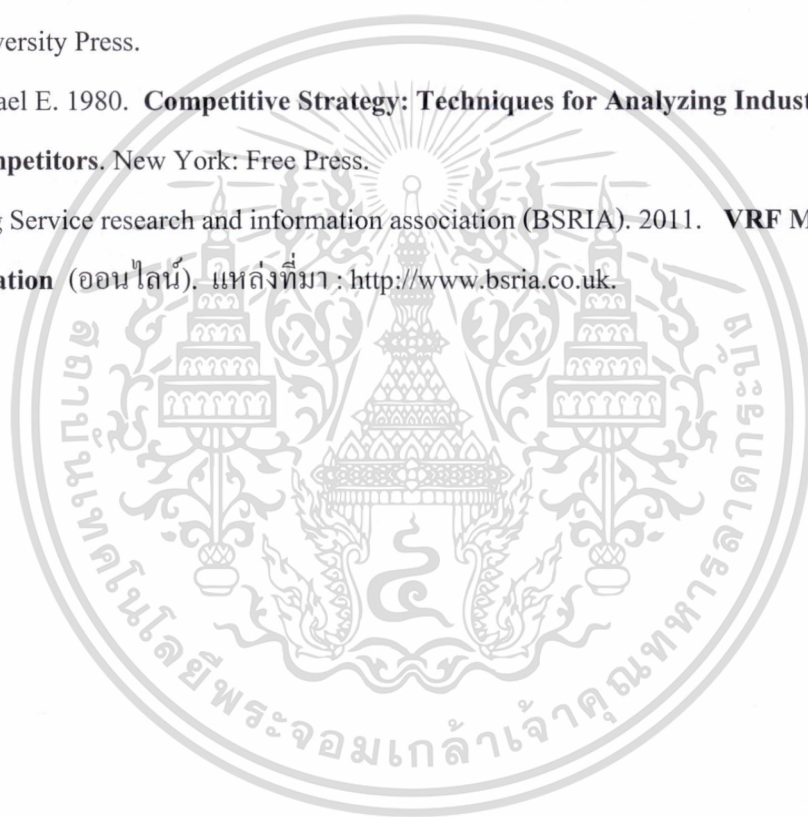 versity Press.
ael E. 1980. Competitive Strategy: Techniques for Analyzing Indust
mpetitors. New York: Free Press.
g Service research and information association (BSRIA). 2011. VRF M
ation (ออนไลน์). แหล่งที่มา : http://www.bsria.co.uk.
สถาบันเทคโนโลยีพระจอมเกล้าเจ้าคุณทหารลาดกระบัง